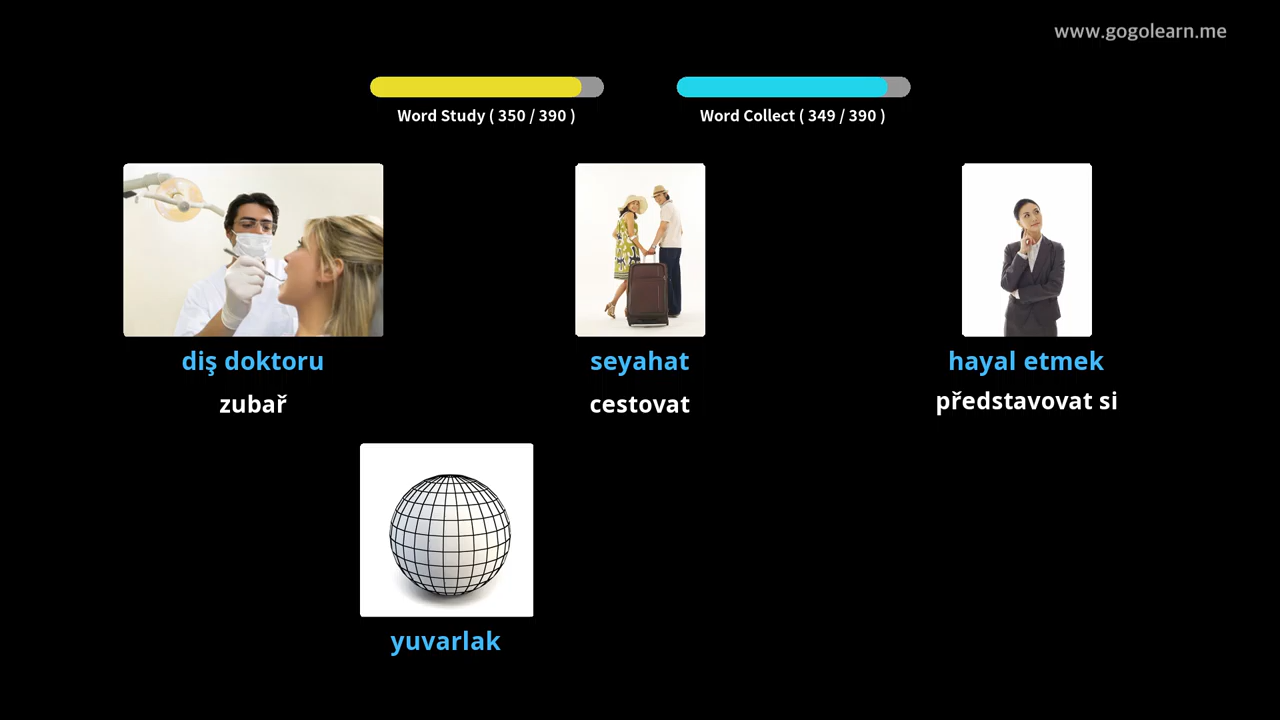 www.gogolearn.me
Word Study ( 350 / 390 )
Word Collect ( 349 / 390 )
diş doktoru
seyahat
hayal etmek
zubař
cestovat
představovat si
yuvarlak